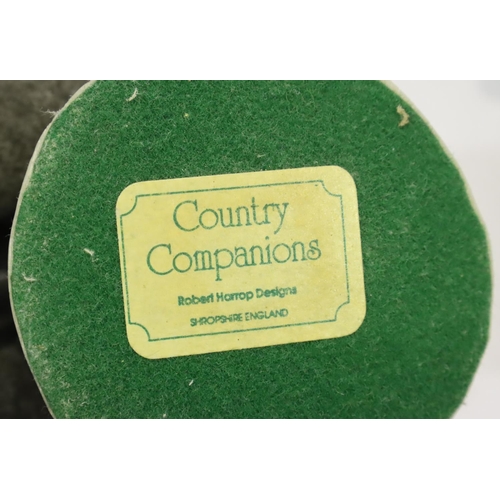 Country
Companions
Robert Harrop Designs
SHROPSHIRE ENGLAND